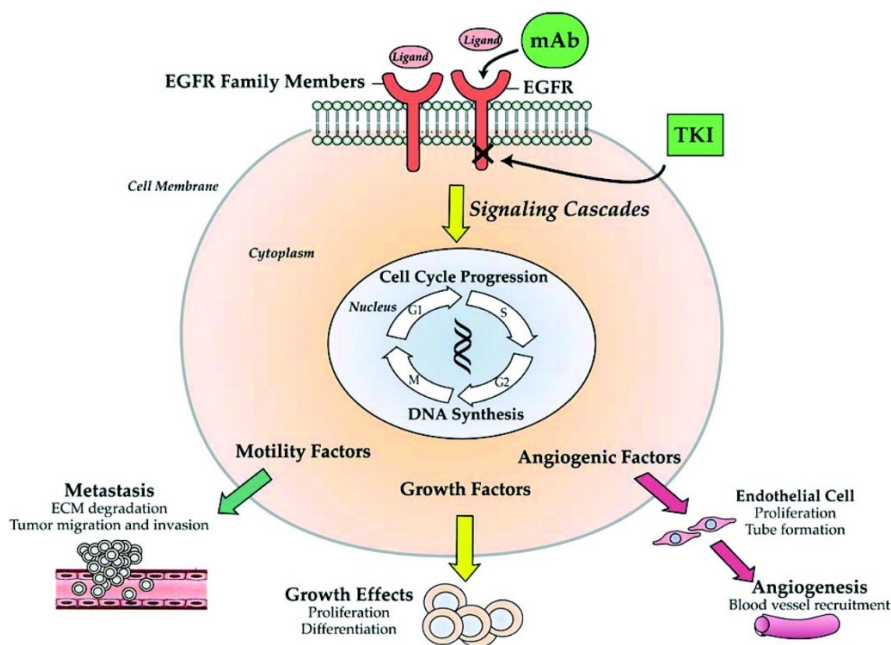 Ligand
Ligand
mAb
EGFR Family Members
EGFR
TKI
Cell Membrane
Signaling Cascades
Cytoplasm
Cell Cycle Progression
Nucleus
G1
S
M
G2
DNA Synthesis
Motility Factors
Angiogenic Factors
Growth Factors
Metastasis
ECM degradation
Tumor migration and invasion
Endothelial Cell
Proliferation
Tube formation
Growth Effects
Proliferation
Differentiation
Angiogenesis
Blood vessel recruitment